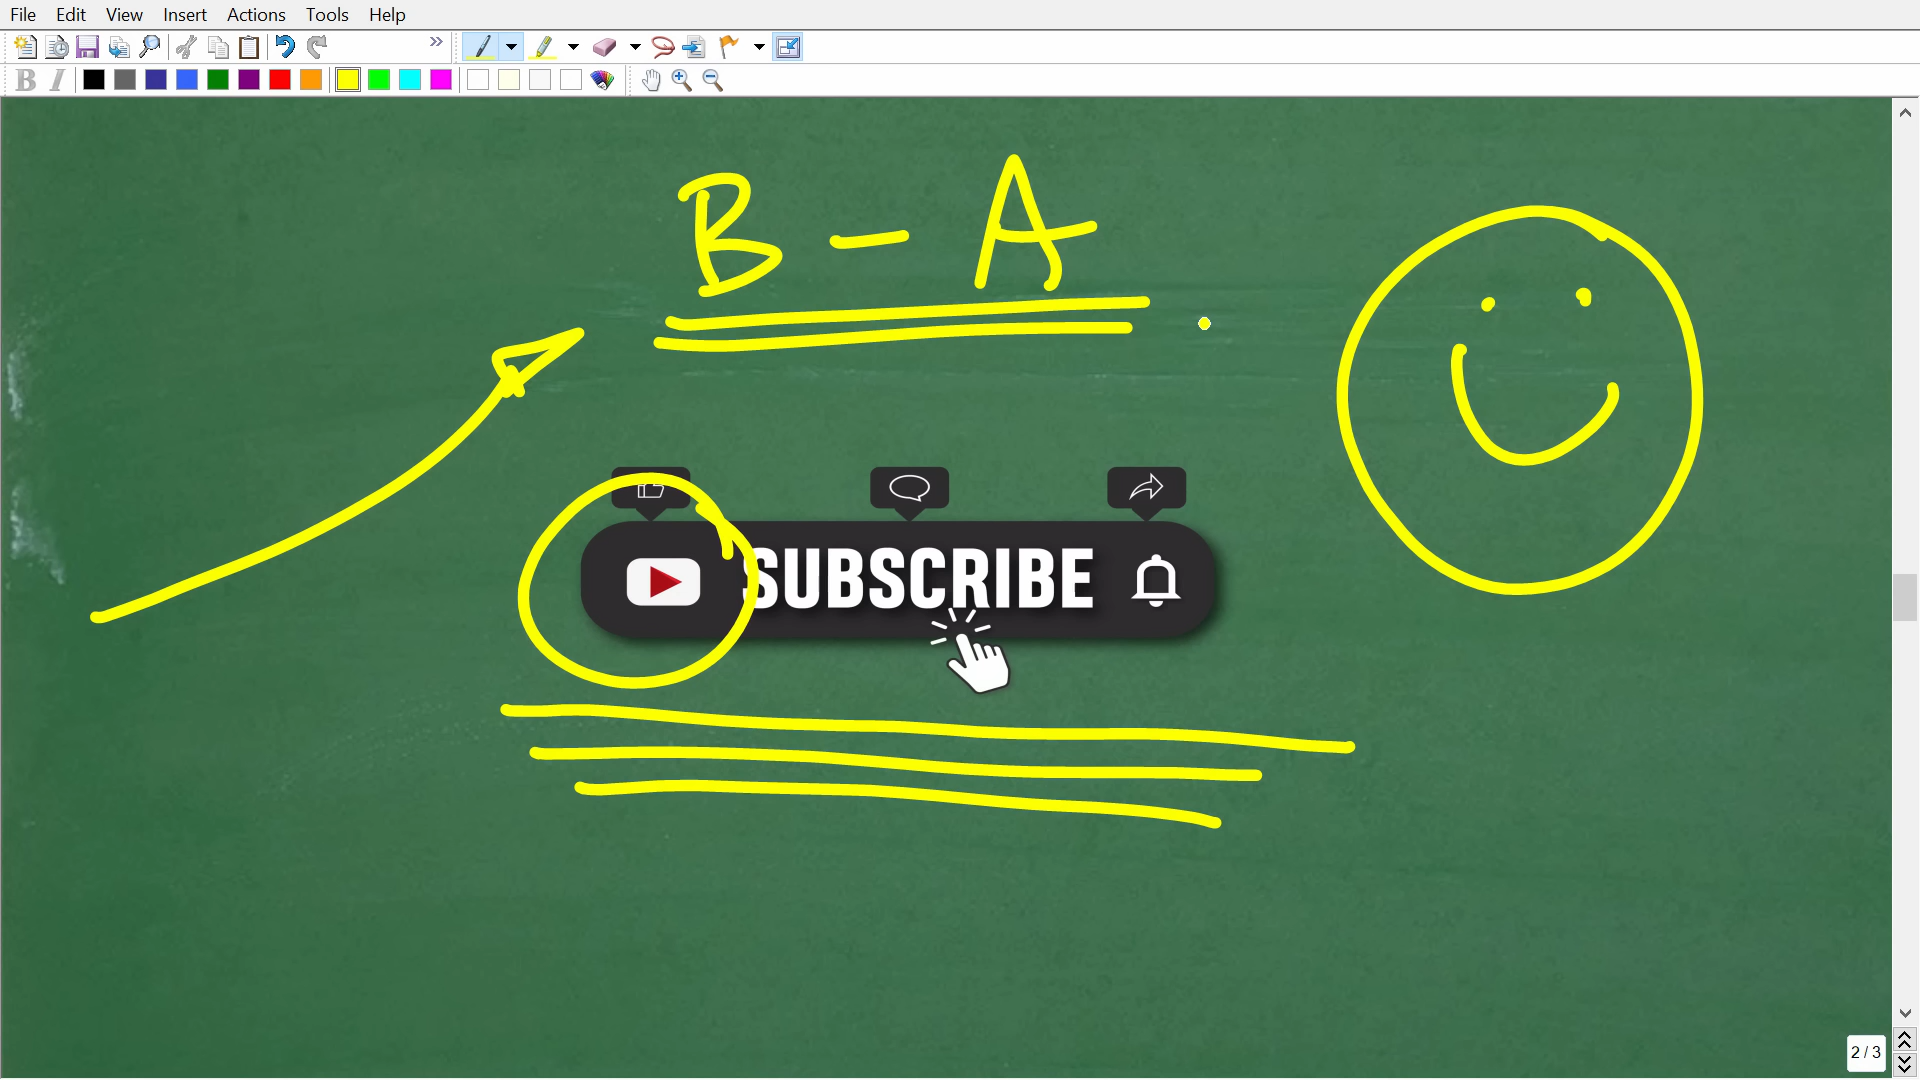 File Edit View Insert Actions Tools Help
B I
B - A
SUBSCRIBE
2 / 3